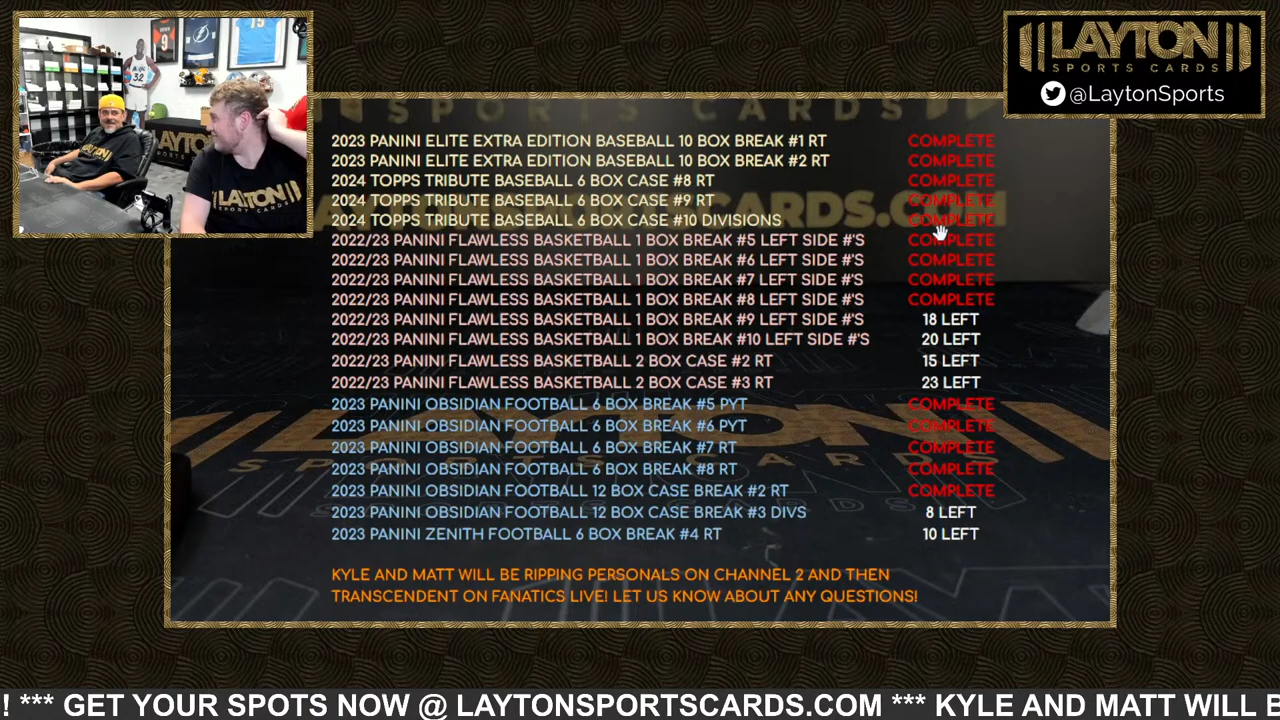 LAYTON
SPORTS CARDS
@LaytonSports
SPORTS CARDS
2023 PANINI ELITE EXTRA EDITION BASEBALL 10 BOX BREAK #1 RT COMPLETE
2023 PANINI ELITE EXTRA EDITION BASEBALL 10 BOX BREAK #2 RT COMPLETE
2024 TOPPS TRIBUTE BASEBALL 6 BOX CASE #8 RT COMPLETE
2024 TOPPS TRIBUTE BASEBALL 6 BOX CASE #9 RT COMPLETE
2024 TOPPS TRIBUTE BASEBALL 6 BOX CASE #10 DIVISIONS COMPLETE
2022/23 PANINI FLAWLESS BASKETBALL 1 BOX BREAK #5 LEFT SIDE #'S COMPLETE
2022/23 PANINI FLAWLESS BASKETBALL 1 BOX BREAK #6 LEFT SIDE #'S COMPLETE
2022/23 PANINI FLAWLESS BASKETBALL 1 BOX BREAK #7 LEFT SIDE #'S COMPLETE
2022/23 PANINI FLAWLESS BASKETBALL 1 BOX BREAK #8 LEFT SIDE #'S COMPLETE
2022/23 PANINI FLAWLESS BASKETBALL 1 BOX BREAK #9 LEFT SIDE #'S 18 LEFT
2022/23 PANINI FLAWLESS BASKETBALL 1 BOX BREAK #10 LEFT SIDE #'S 20 LEFT
2022/23 PANINI FLAWLESS BASKETBALL 2 BOX CASE #2 RT 15 LEFT
2022/23 PANINI FLAWLESS BASKETBALL 2 BOX CASE #3 RT 23 LEFT
2023 PANINI OBSIDIAN FOOTBALL 6 BOX BREAK #5 PYT COMPLETE
2023 PANINI OBSIDIAN FOOTBALL 6 BOX BREAK #6 PYT COMPLETE
2023 PANINI OBSIDIAN FOOTBALL 6 BOX BREAK #7 RT COMPLETE
2023 PANINI OBSIDIAN FOOTBALL 6 BOX BREAK #8 RT COMPLETE
2023 PANINI OBSIDIAN FOOTBALL 12 BOX CASE BREAK #2 RT COMPLETE
2023 PANINI OBSIDIAN FOOTBALL 12 BOX CASE BREAK #3 DIVS 8 LEFT
2023 PANINI ZENITH FOOTBALL 6 BOX BREAK #4 RT 10 LEFT
KYLE AND MATT WILL BE RIPPING PERSONALS ON CHANNEL 2 AND THEN
TRANSCENDENT ON FANATICS LIVE! LET US KNOW ABOUT ANY QUESTIONS!
! *** GET YOUR SPOTS NOW @ LAYTONSPORTSCARDS.COM *** KYLE AND MATT WILL